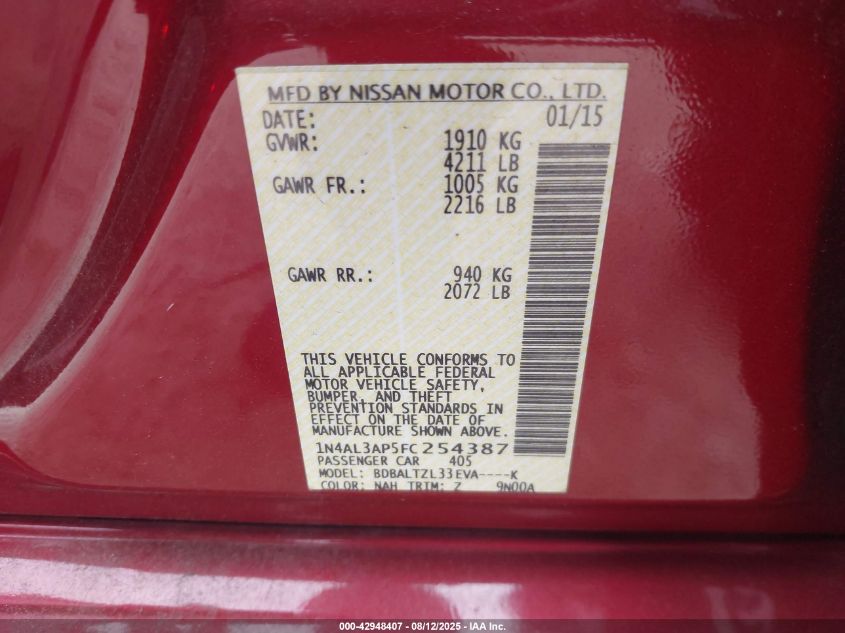 MFD BY NISSAN MOTOR CO., LTD.
DATE: 01/15
GVWR: 1910 KG
4211 LB
GAWR FR.: 1005 KG
2216 LB
GAWR RR.: 940 KG
2072 LB
THIS VEHICLE CONFORMS TO
ALL APPLICABLE FEDERAL
MOTOR VEHICLE SAFETY,
BUMPER, AND THEFT
PREVENTION STANDARDS IN
EFFECT ON THE DATE OF
MANUFACTURE SHOWN ABOVE.
1N4AL3AP5FC254387
PASSENGER CAR 405
MODEL: BDBALTZL33EVA----K
COLOR: NAH TRIM: Z 9N00A
000-42948407 - 08/12/2025 - IAA Inc.